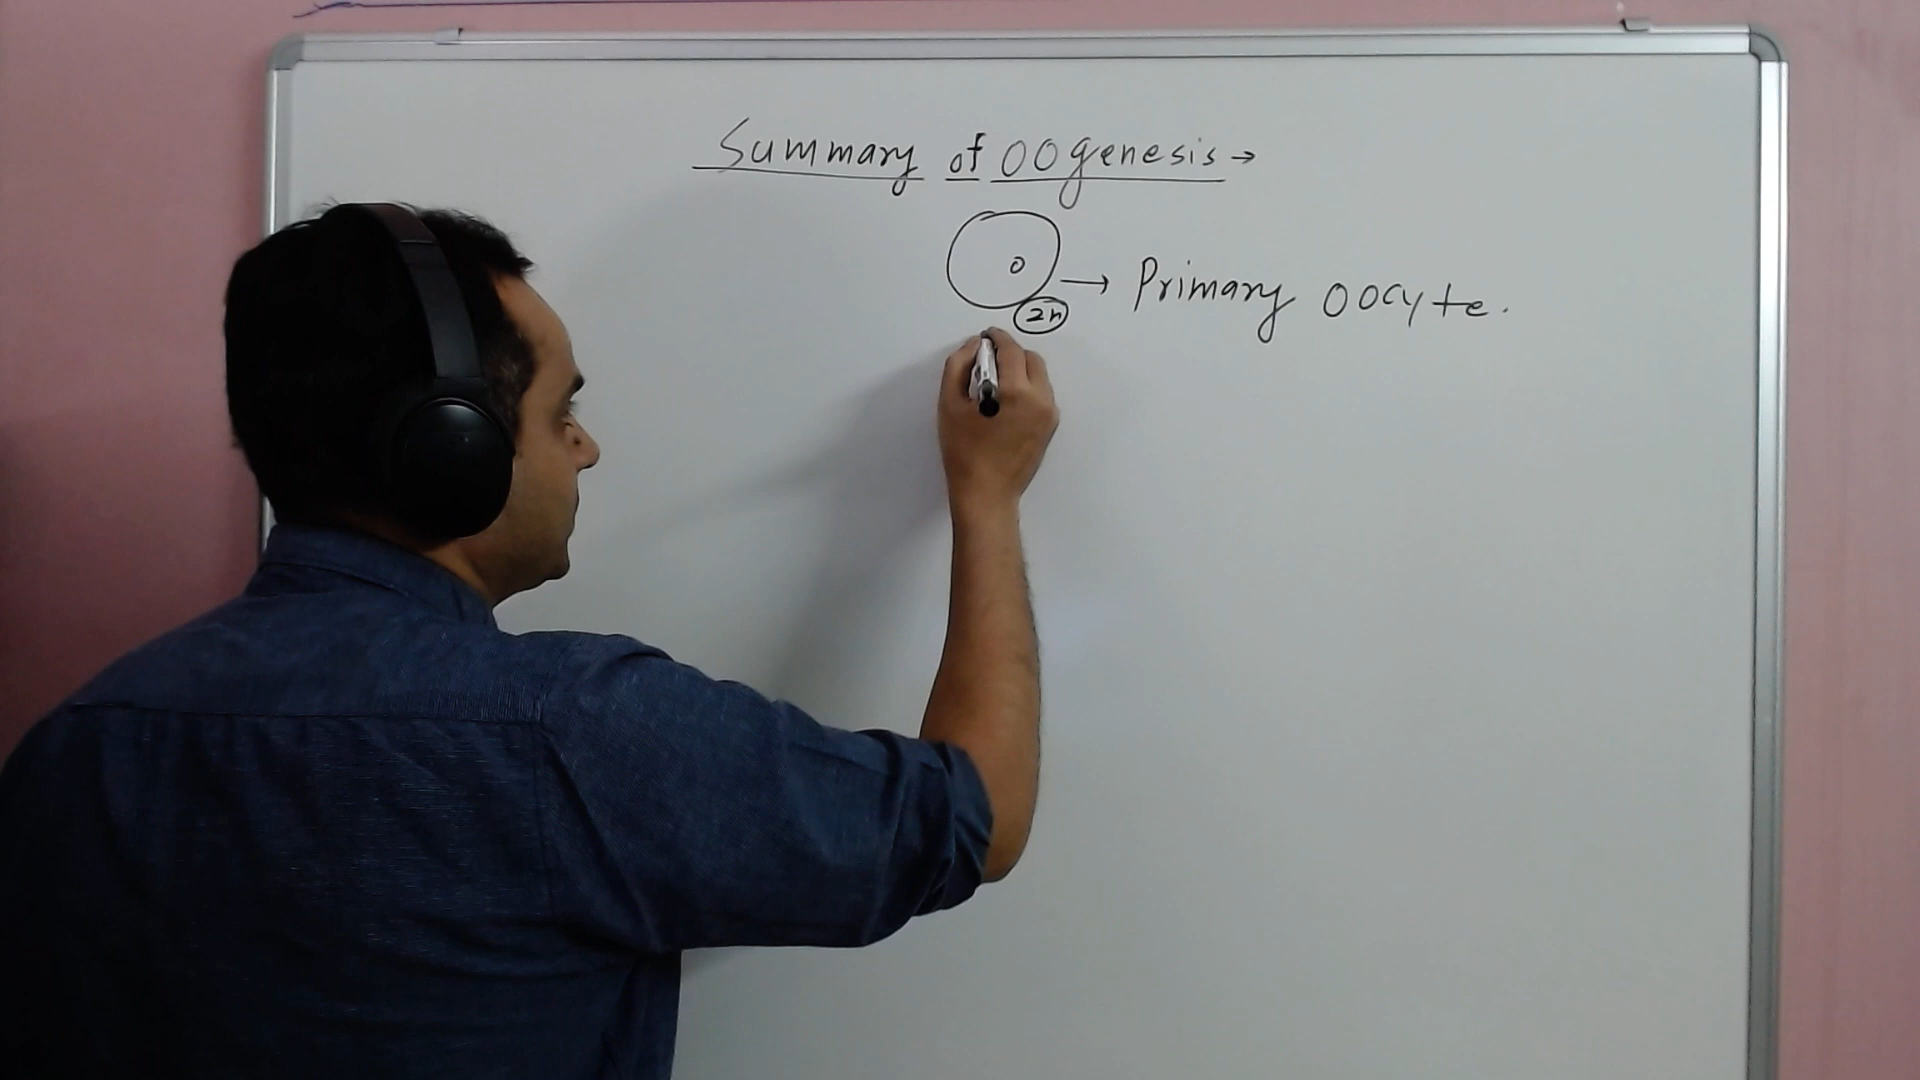 Summary of Oogenesis →
→ Primary Oocyte.
2n